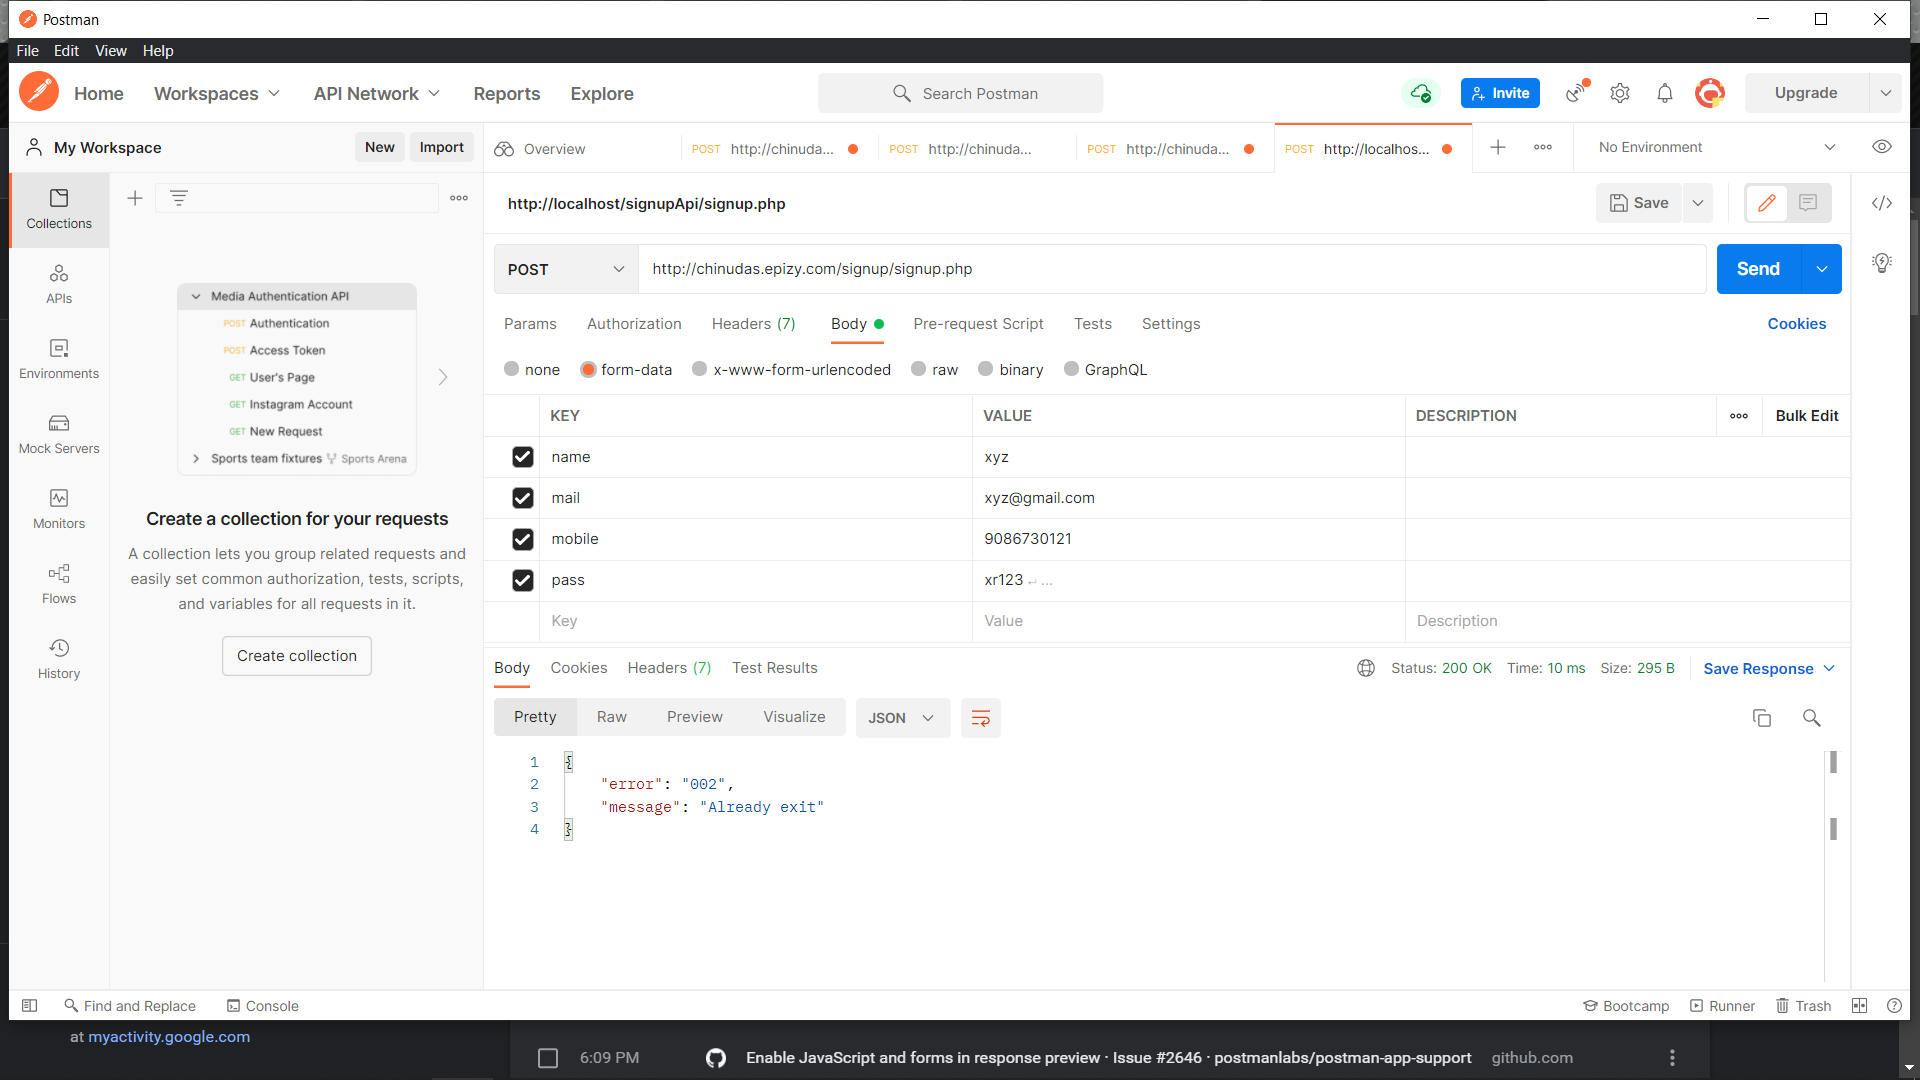 Postman
File Edit View Help
Home Workspaces API Network Reports Explore Search Postman Invite Upgrade
My Workspace New Import
Overview POST http://chinuda... POST http://chinuda... POST http://chinuda... POST http://localhos... No Environment
Collections
APIs
Environments
Mock Servers
Monitors
Flows
History
Media Authentication API
POST Authentication
POST Access Token
GET User's Page
GET Instagram Account
GET New Request
Sports team fixtures Sports Arena
Create a collection for your requests
A collection lets you group related requests and
easily set common authorization, tests, scripts,
and variables for all requests in it.
Create collection
http://localhost/signupApi/signup.php Save
POST http://chinudas.epizy.com/signup/signup.php Send
Params Authorization Headers (7) Body Pre-request Script Tests Settings Cookies
none form-data x-www-form-urlencoded raw binary GraphQL
KEY VALUE DESCRIPTION Bulk Edit
name xyz
mail xyz@gmail.com
mobile 9086730121
pass xr123 ↵ ...
Key Value Description
Body Cookies Headers (7) Test Results Status: 200 OK Time: 10 ms Size: 295 B Save Response
Pretty Raw Preview Visualize JSON
1 {
2 "error": "002",
3 "message": "Already exit"
4 }
Find and Replace Console Bootcamp Runner Trash
at myactivity.google.com
6:09 PM Enable JavaScript and forms in response preview · Issue #2646 · postmanlabs/postman-app-support github.com